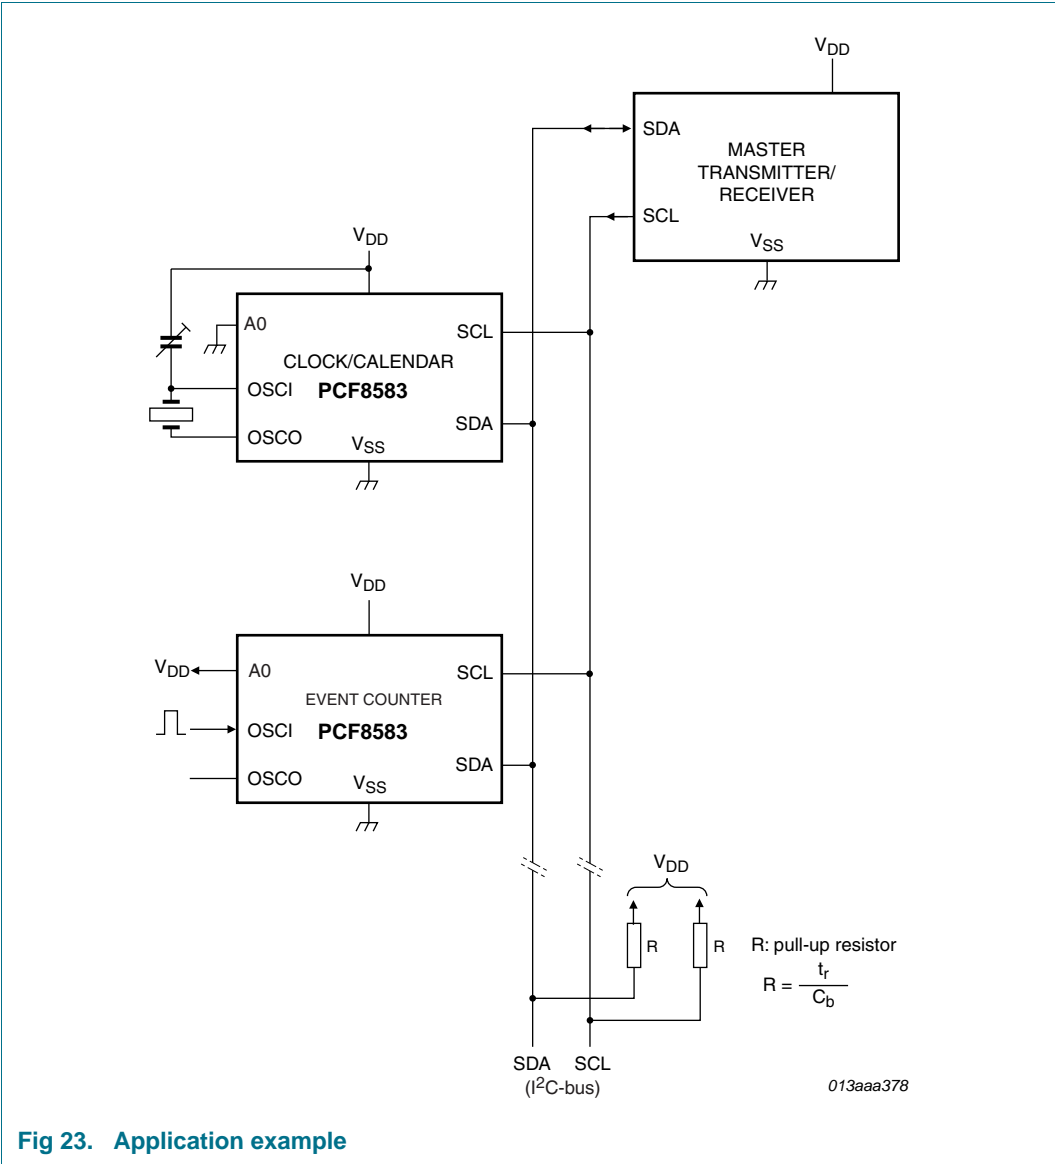 VDD
SDA
MASTER
TRANSMITTER/
RECEIVER
SCL
VSS
VDD
A0
SCL
CLOCK/CALENDAR
OSCI
PCF8583
SDA
OSCO
VSS
VDD
VDD
A0
SCL
EVENT COUNTER
OSCI
PCF8583
SDA
OSCO
VSS
VDD
R
R
R: pull-up resistor
R = tr / Cb
SDA SCL
(I2C-bus)
013aaa378
Fig 23. Application example